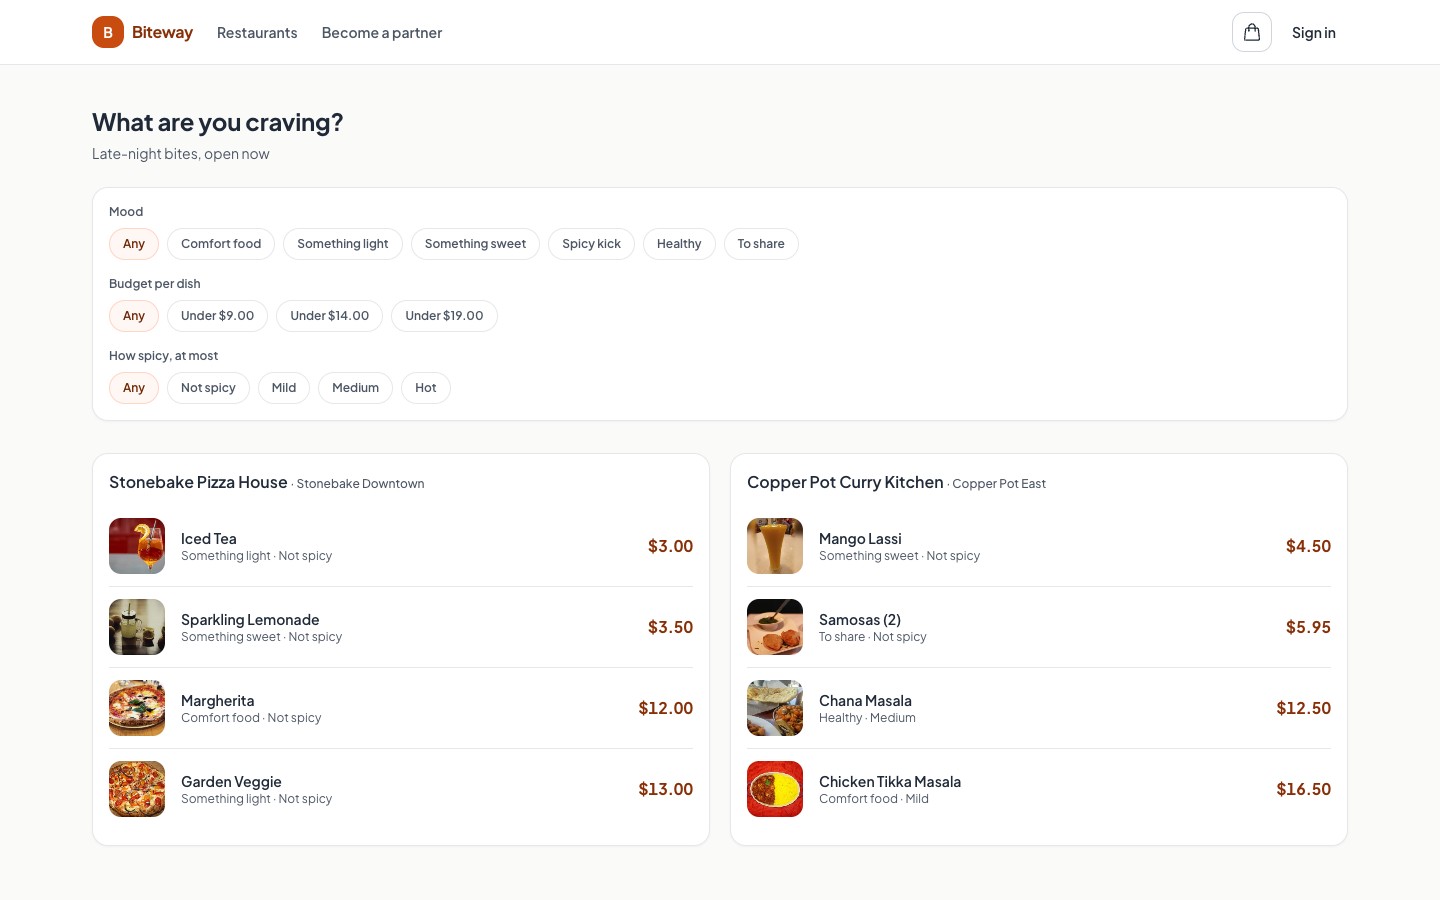 B Biteway Restaurants Become a partner Sign in
What are you craving?
Late-night bites, open now
Mood
Any Comfort food Something light Something sweet Spicy kick Healthy To share
Budget per dish
Any Under $9.00 Under $14.00 Under $19.00
How spicy, at most
Any Not spicy Mild Medium Hot
Stonebake Pizza House · Stonebake Downtown
Iced Tea
Something light · Not spicy
$3.00
Sparkling Lemonade
Something sweet · Not spicy
$3.50
Margherita
Comfort food · Not spicy
$12.00
Garden Veggie
Something light · Not spicy
$13.00
Copper Pot Curry Kitchen · Copper Pot East
Mango Lassi
Something sweet · Not spicy
$4.50
Samosas (2)
To share · Not spicy
$5.95
Chana Masala
Healthy · Medium
$12.50
Chicken Tikka Masala
Comfort food · Mild
$16.50